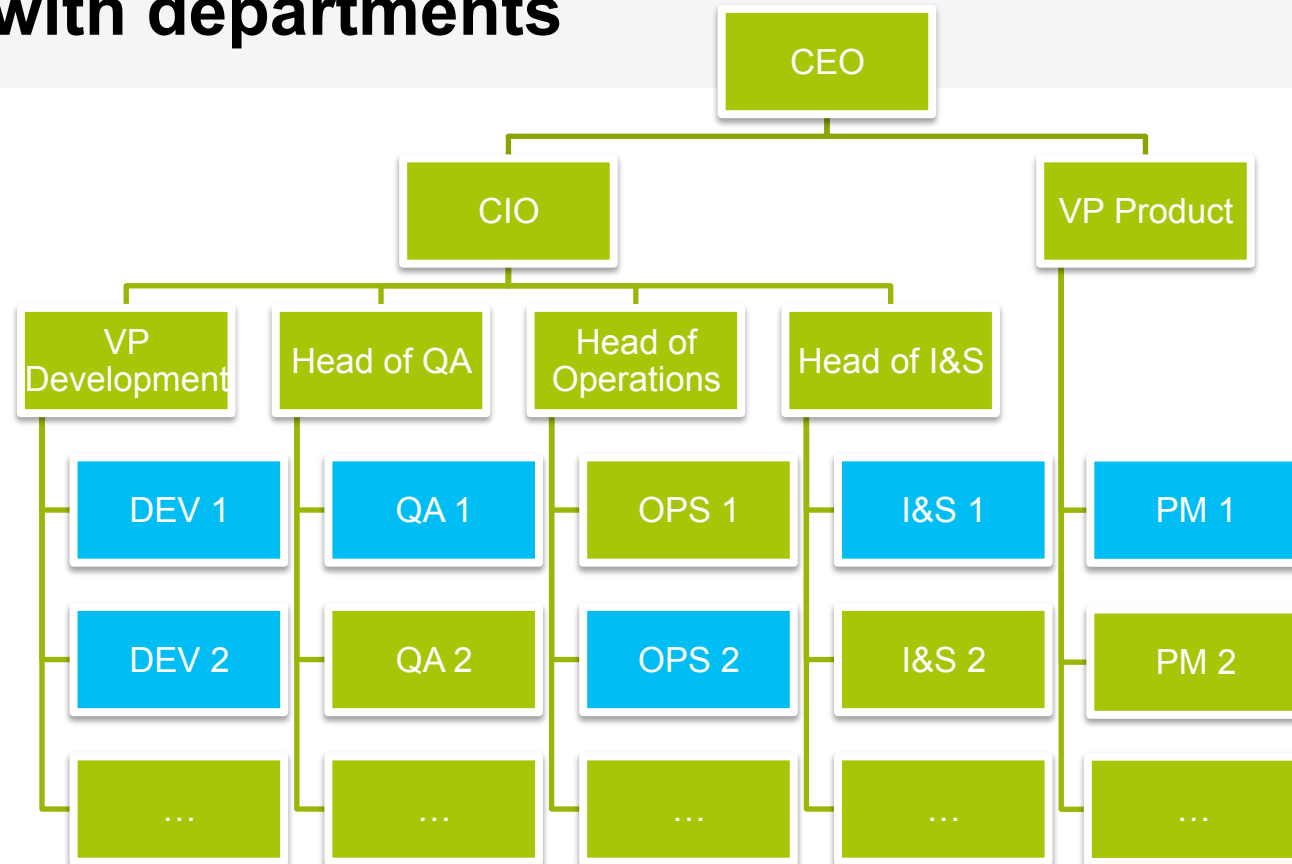 with departments
CEO
CIO
VP Product
VP
Development
Head of QA
Head of
Operations
Head of I&S
DEV 1
QA 1
OPS 1
I&S 1
PM 1
DEV 2
QA 2
OPS 2
I&S 2
PM 2
…
…
…
…
…